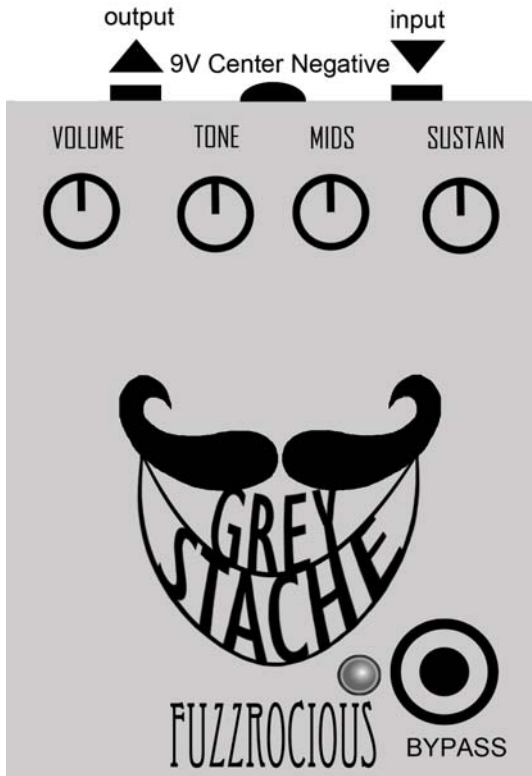 output
input
9V Center Negative
VOLUME TONE MIDS SUSTAIN
GREY
STACHE
FUZZROCIOUS
BYPASS